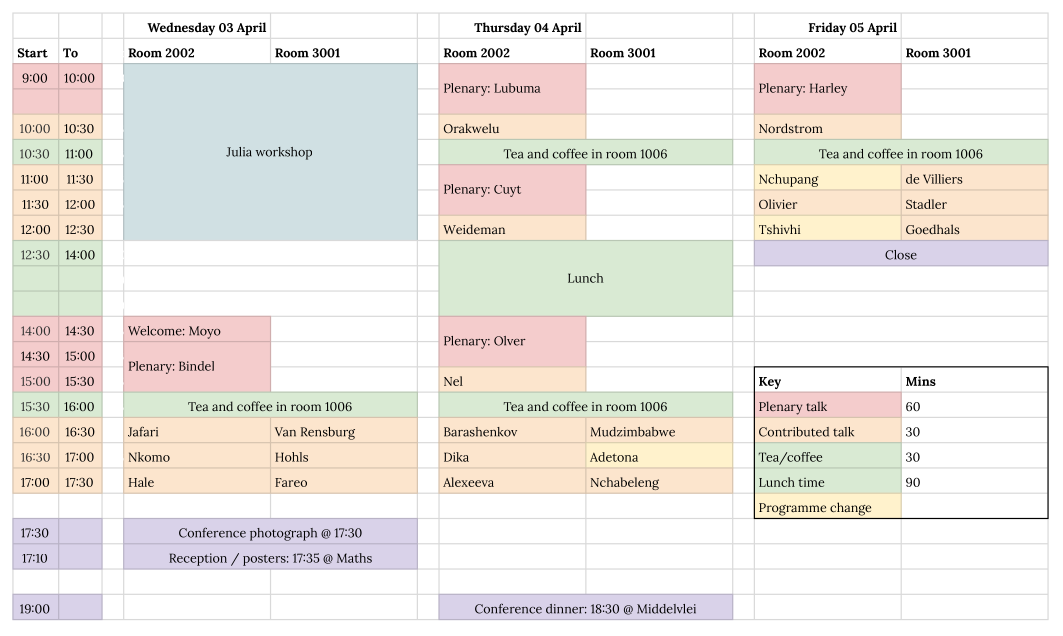 Wednesday 03 April Thursday 04 April Friday 05 April
Start To Room 2002 Room 3001 Room 2002 Room 3001 Room 2002 Room 3001
9:00 10:00 Julia workshop Plenary: Lubuma Plenary: Harley
10:00 10:30 Orakwelu Nordstrom
10:30 11:00 Tea and coffee in room 1006 Tea and coffee in room 1006
11:00 11:30 Plenary: Cuyt Nchupang de Villiers
11:30 12:00 Olivier Stadler
12:00 12:30 Weideman Tshivhi Goedhals
12:30 14:00 Lunch Close
14:00 14:30 Welcome: Moyo Plenary: Olver
14:30 15:00 Plenary: Bindel
15:00 15:30 Nel Key Mins
15:30 16:00 Tea and coffee in room 1006 Tea and coffee in room 1006 Plenary talk 60
16:00 16:30 Jafari Van Rensburg Barashenkov Mudzimbabwe Contributed talk 30
16:30 17:00 Nkomo Hohls Dika Adetona Tea/coffee 30
17:00 17:30 Hale Fareo Alexeeva Nchabeleng Lunch time 90
Programme change
17:30 Conference photograph @ 17:30
17:10 Reception / posters: 17:35 @ Maths
19:00 Conference dinner: 18:30 @ Middelvlei